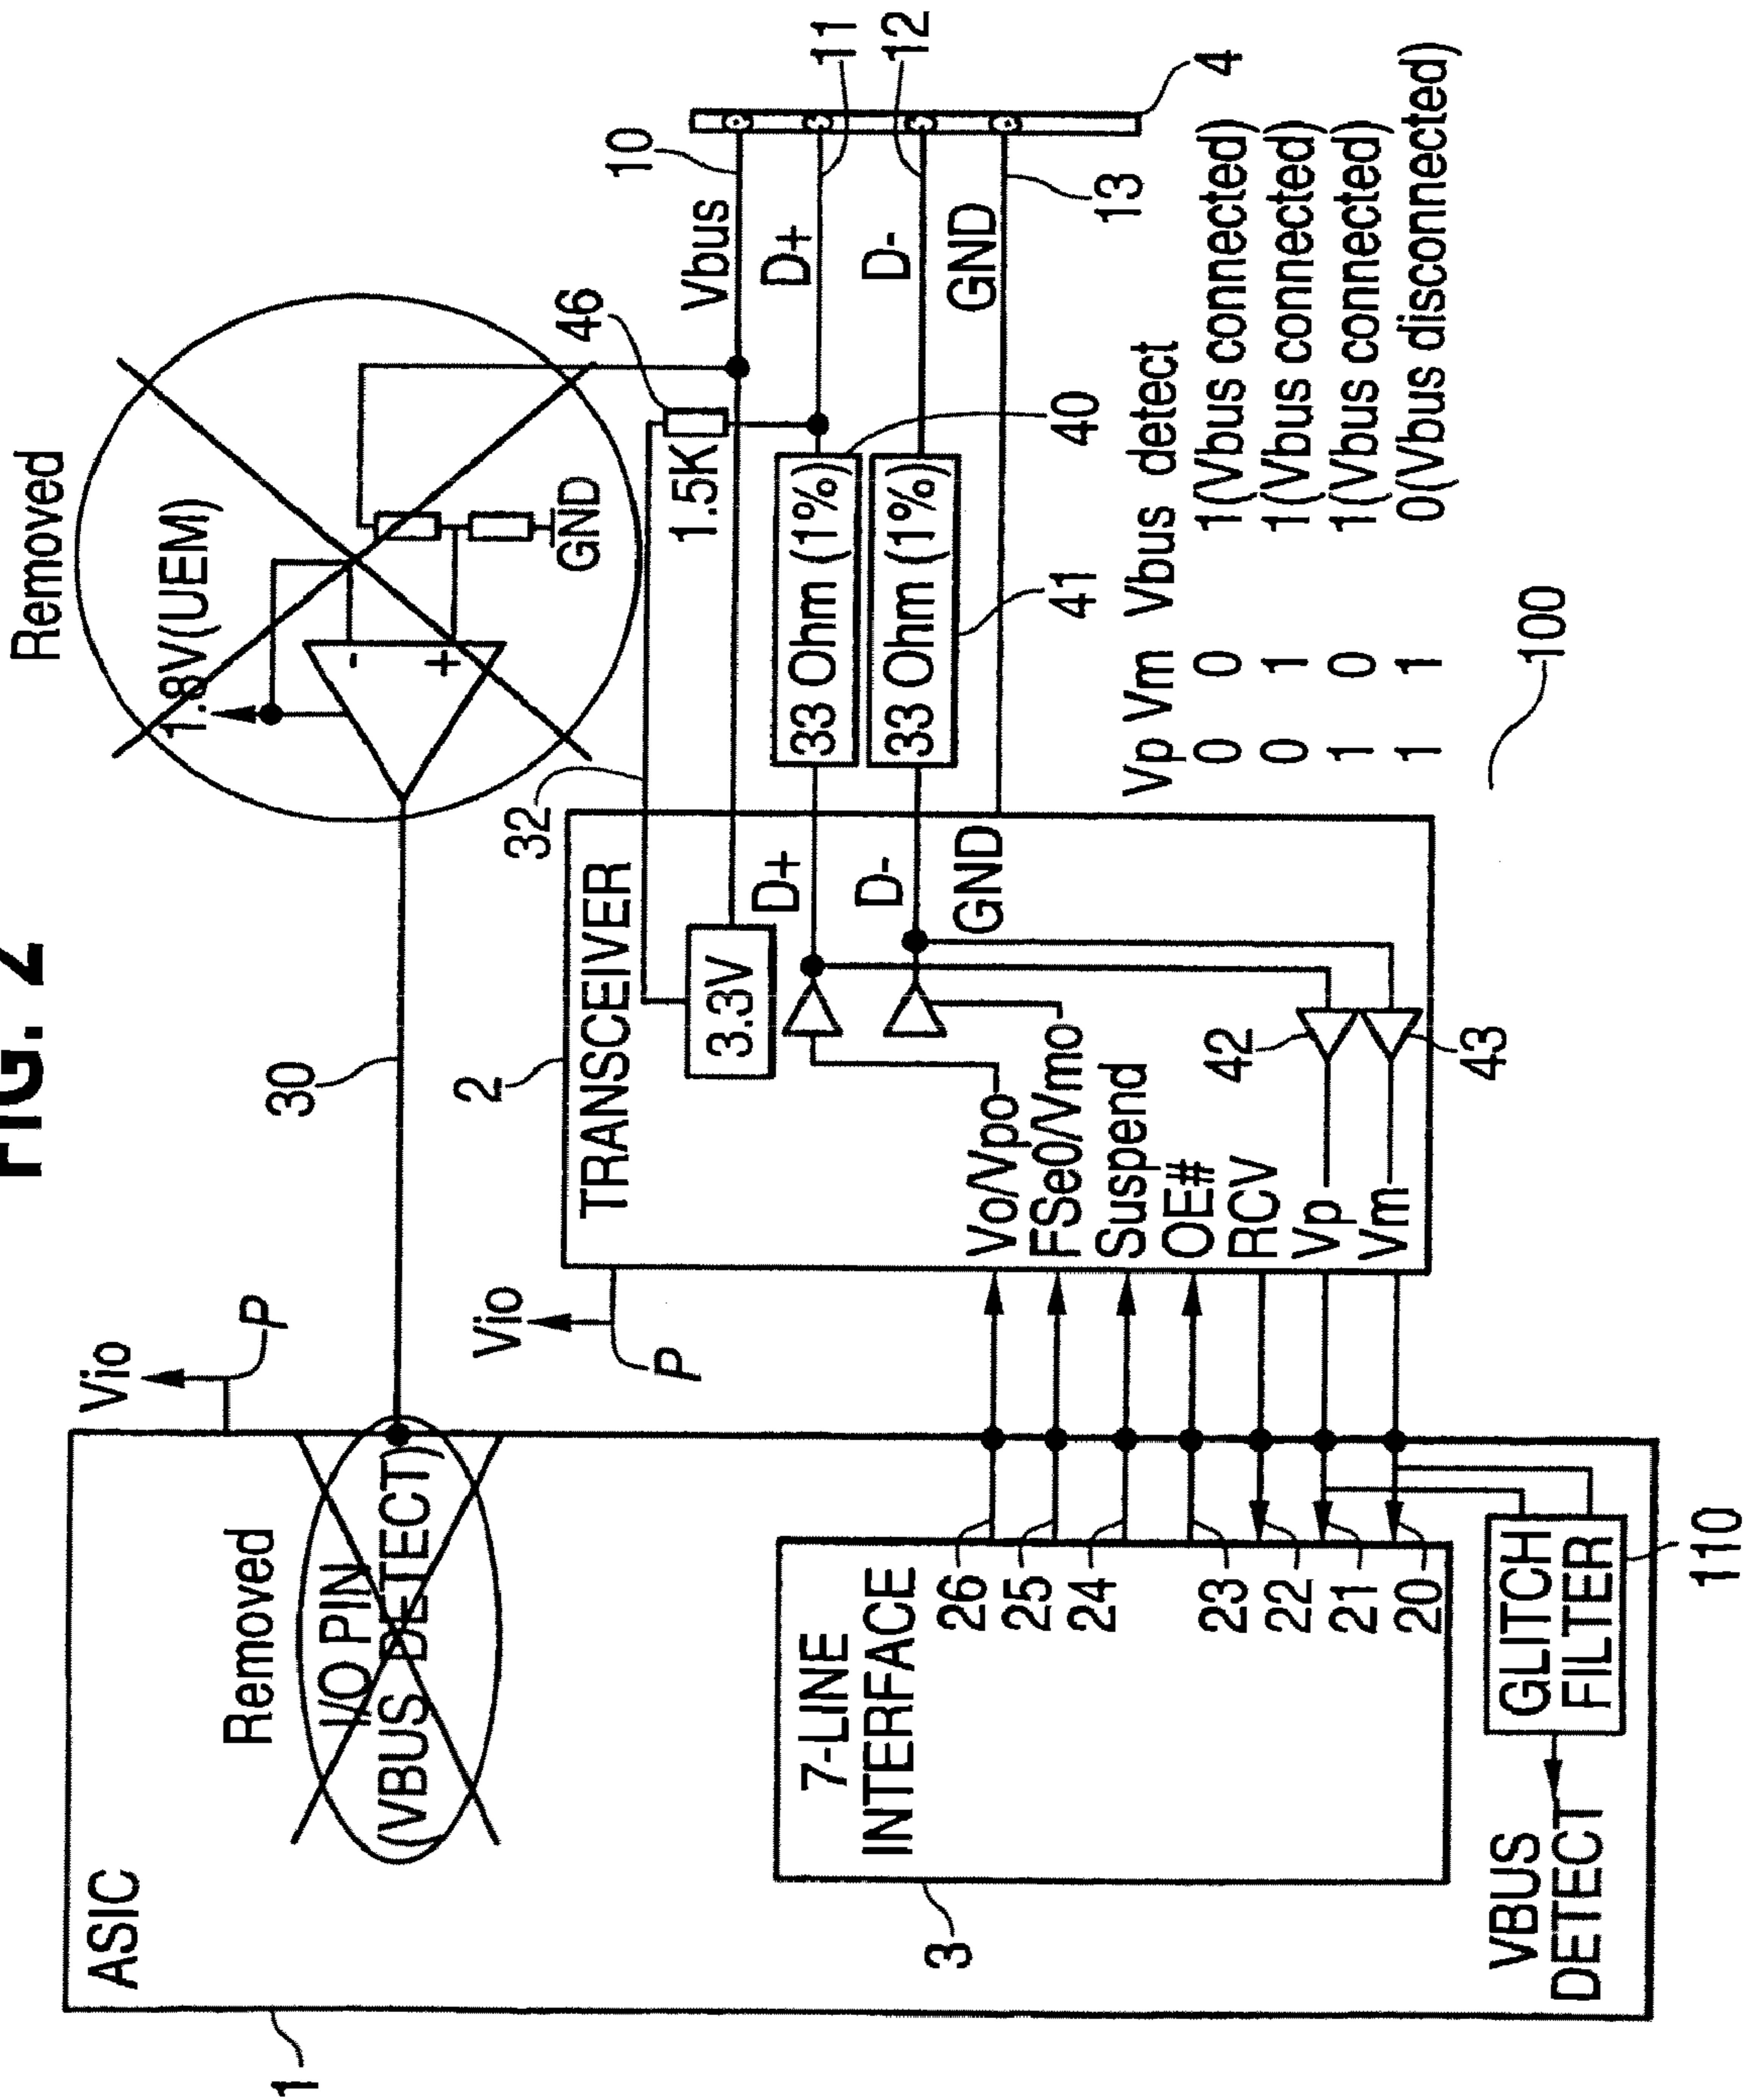 FIG. 2
Removed
1.8V(UEM)
-
+
GND
ASIC
1
Vio
P
Removed
I/O PIN
(VBUS DETECT)
30
32
46
1.5K
10
Vbus
11
D+
12
D-
GND
13
4
Vio
P
2
TRANSCEIVER
3.3V
D+
D-
GND
33 Ohm (1%)
40
33 Ohm (1%)
41
7-LINE
INTERFACE
3
26
25
24
23
22
21
20
Vo/Vpo
FSe0/Vmo
Suspend
OE#
RCV
Vp
Vm
42
43
GLITCH
FILTER
110
VBUS
DETECT
Vp Vm Vbus detect
0 0 1(Vbus connected)
0 1 1(Vbus connected)
1 0 1(Vbus connected)
1 1 0(Vbus disconnected)
100